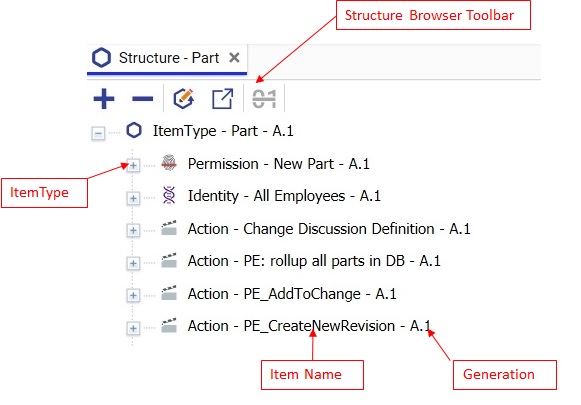 Structure Browser Toolbar
Structure - Part
ItemType - Part - A.1
Permission - New Part - A.1
ItemType
Identity - All Employees - A.1
Action - Change Discussion Definition - A.1
Action - PE: rollup all parts in DB - A.1
Action - PE_AddToChange - A.1
Action - PE_CreateNewRevision - A.1
Item Name
Generation